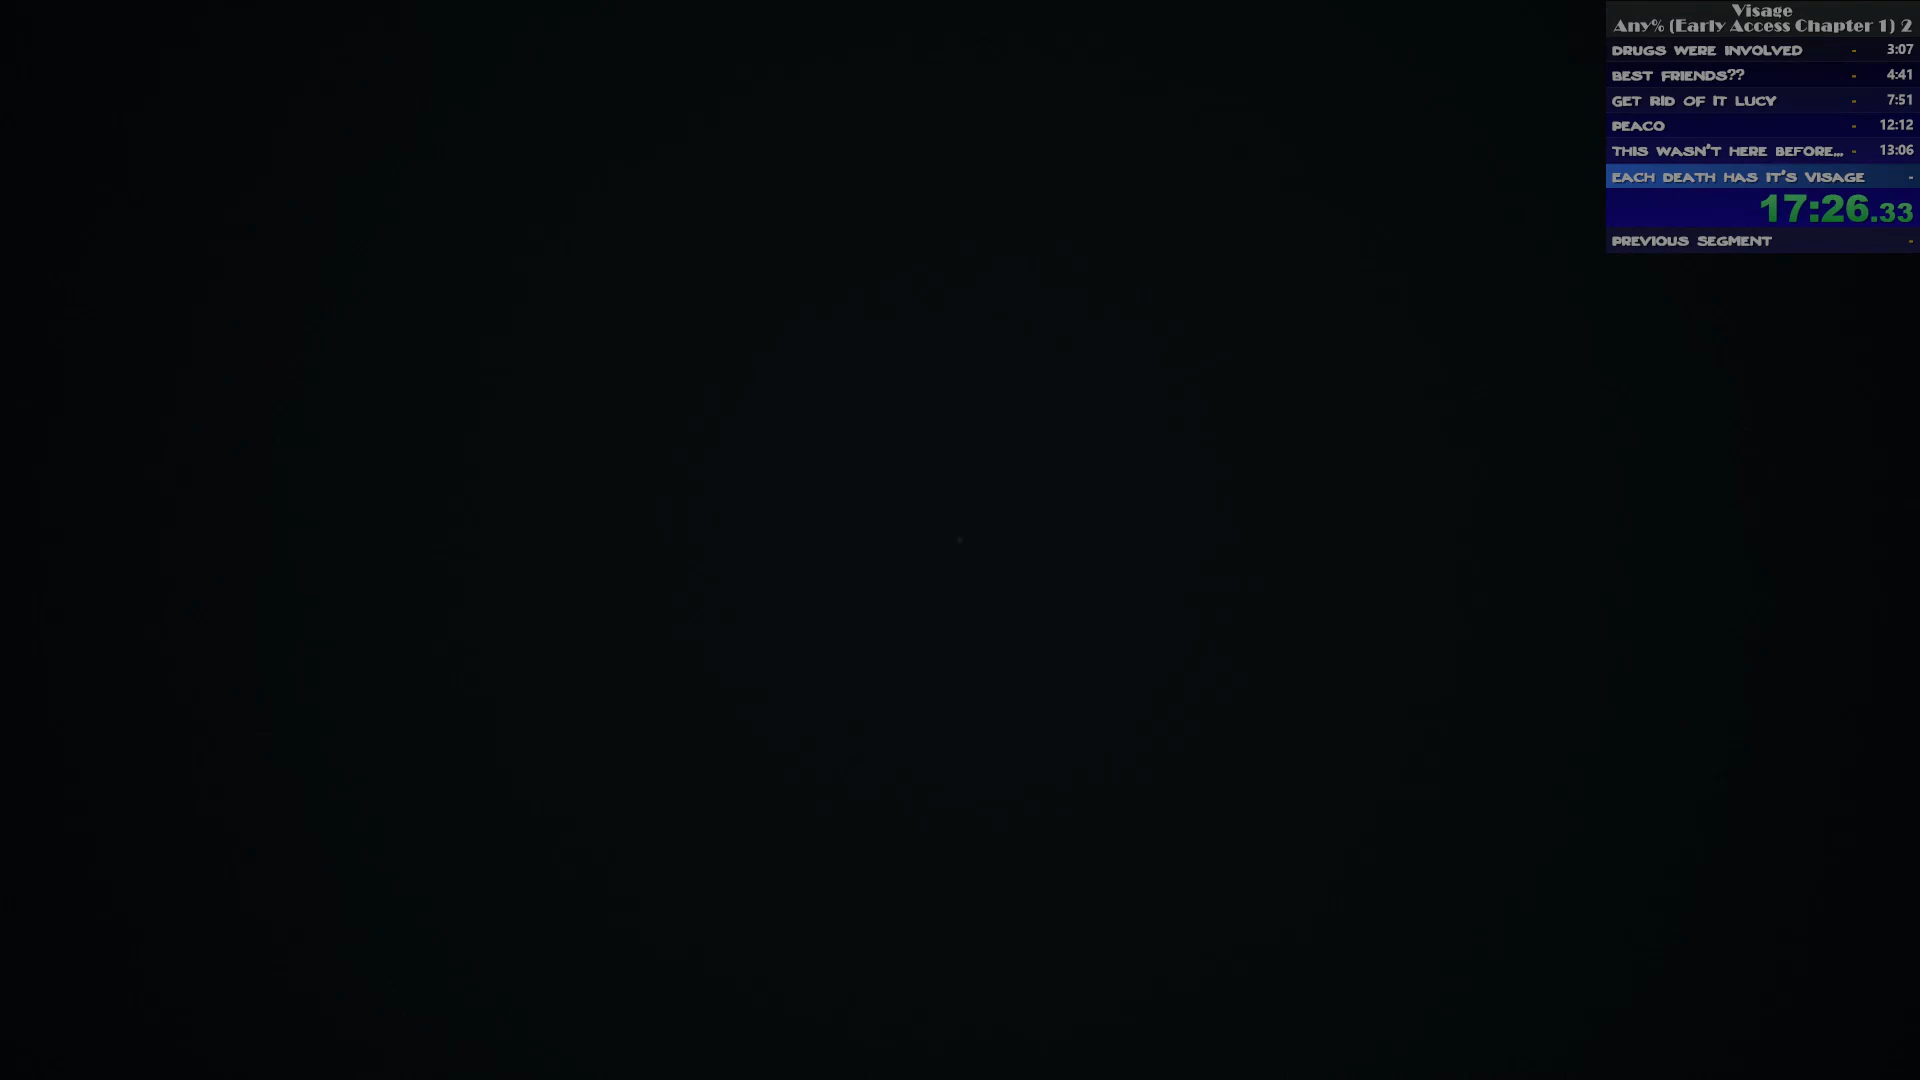 Visage
Any% (Early Access Chapter 1) 2
DRUGS WERE INVOLVED - 3:07
BEST FRIENDS?? - 4:41
GET RID OF IT LUCY - 7:51
PEACO - 12:12
THIS WASN'T HERE BEFORE... - 13:06
EACH DEATH HAS IT'S VISAGE -
17:26.33
PREVIOUS SEGMENT -